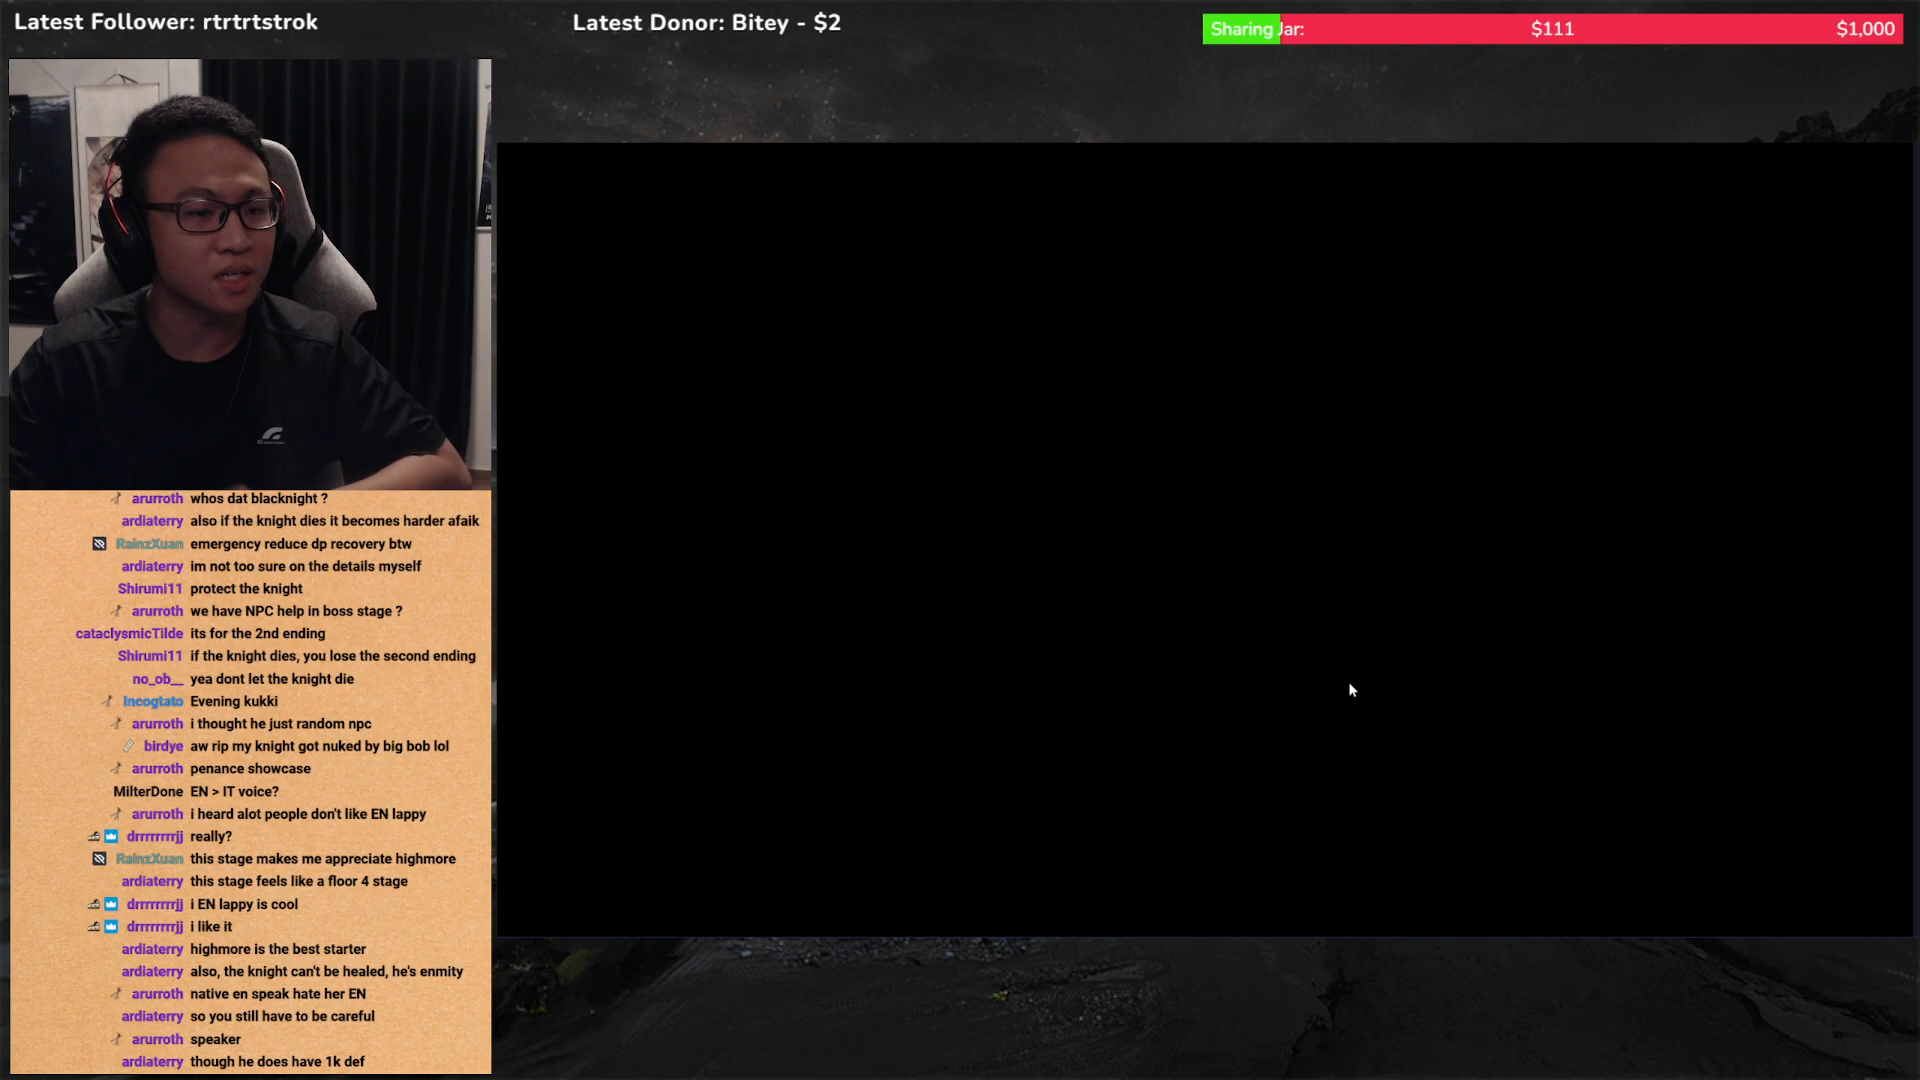 Latest Follower: rtrtrtstrok
Latest Donor: Bitey - $2
Sharing Jar: $111 $1,000
arurroth whos dat blacknight ?
ardiaterry also if the knight dies it becomes harder afaik
RainzXuan emergency reduce dp recovery btw
ardiaterry im not too sure on the details myself
Shirumi11 protect the knight
arurroth we have NPC help in boss stage ?
cataclysmicTilde its for the 2nd ending
Shirumi11 if the knight dies, you lose the second ending
no_ob__ yea dont let the knight die
Incogtato Evening kukki
arurroth i thought he just random npc
birdye aw rip my knight got nuked by big bob lol
arurroth penance showcase
MilterDone EN > IT voice?
arurroth i heard alot people don't like EN lappy
drrrrrrrrjj really?
RainzXuan this stage makes me appreciate highmore
ardiaterry this stage feels like a floor 4 stage
drrrrrrrrjj i EN lappy is cool
drrrrrrrrjj i like it
ardiaterry highmore is the best starter
ardiaterry also, the knight can't be healed, he's enmity
arurroth native en speak hate her EN
ardiaterry so you still have to be careful
arurroth speaker
ardiaterry though he does have 1k def